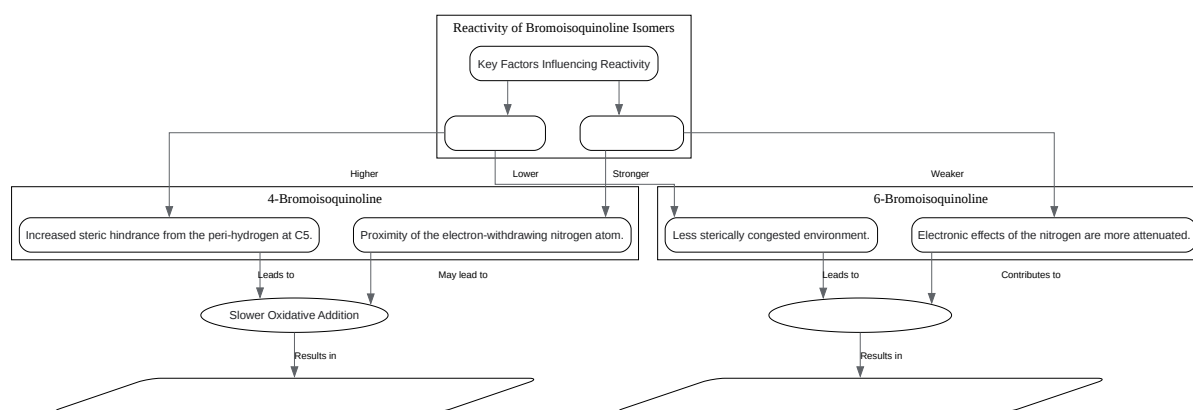 Reactivity of Bromoisoquinoline Isomers
Key Factors Influencing Reactivity
Higher
Lower
Stronger
Weaker
4-Bromoisoquinoline
6-Bromoisoquinoline
Increased steric hindrance from the peri-hydrogen at C5.
Proximity of the electron-withdrawing nitrogen atom.
Less sterically congested environment.
Electronic effects of the nitrogen are more attenuated.
Leads to
May lead to
Leads to
Contributes to
Slower Oxidative Addition
Results in
Results in